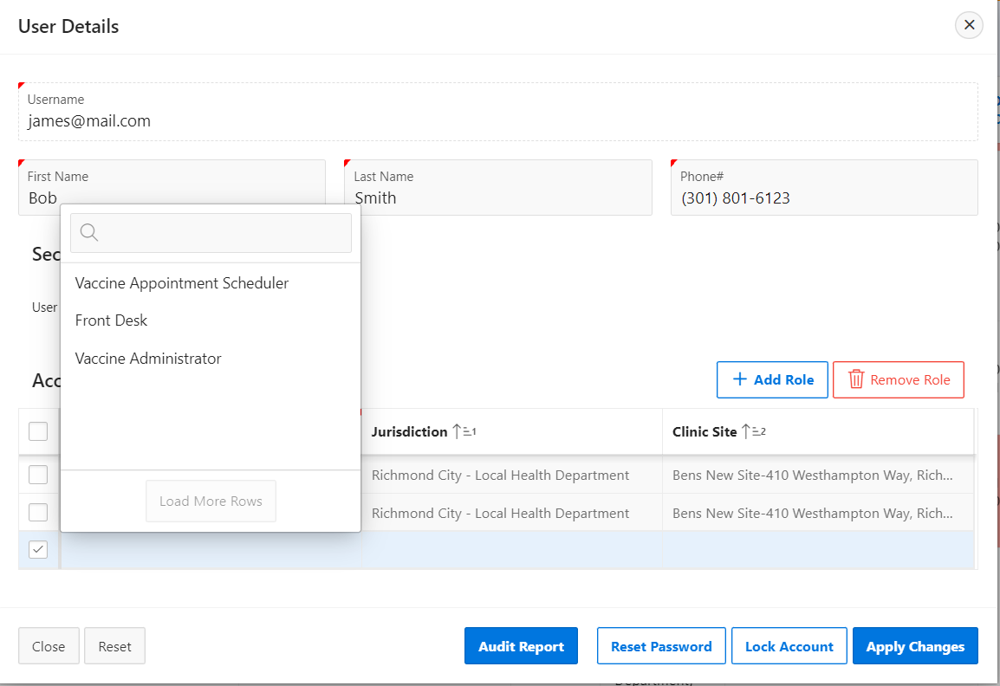 User Details
Username
james@mail.com
First Name
Bob
Last Name
Smith
Phone#
(301) 801-6123
Sec
User
Vaccine Appointment Scheduler
Front Desk
Vaccine Administrator
Load More Rows
Acc
Add Role
Remove Role
Jurisdiction 1
Clinic Site 2
Richmond City - Local Health Department
Bens New Site-410 Westhampton Way, Rich...
Richmond City - Local Health Department
Bens New Site-410 Westhampton Way, Rich...
Close
Reset
Audit Report
Reset Password
Lock Account
Apply Changes